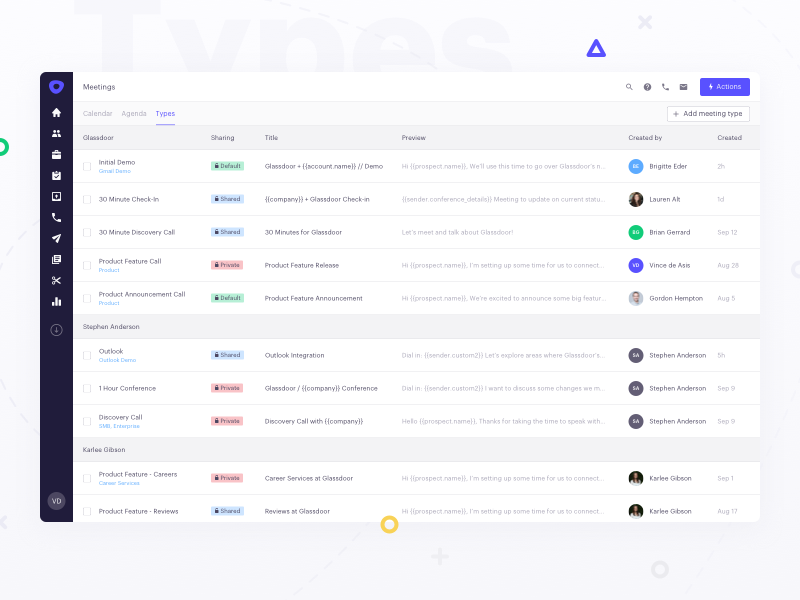 Types
Meetings
Actions
Calendar Agenda Types
Add meeting type
Glassdoor Sharing Title Preview Created by Created
Initial Demo
Gmail Demo
Default Glassdoor + {{account.name}} // Demo Hi {{prospect.name}}. We'll use this time to go over Glassdoor's n... BE Brigitte Eder 2h
30 Minute Check-In Shared {{company}} + Glassdoor Check-in {{sender.conference_details}} Meeting to update on current statu... Lauren Alt 1d
30 Minute Discovery Call Shared 30 Minutes for Glassdoor Let's meet and talk about Glassdoor! BG Brian Gerrard Sep 12
Product Feature Call
Product
Private Product Feature Release Hi {{prospect.name}}, I'm setting up some time for us to connect... VD Vince de Asis Aug 28
Product Announcement Call
Product
Default Product Feature Announcement Hi {{prospect.name}}, We're excited to announce some big featur... Gordon Hempton Aug 5
Stephen Anderson
Outlook
Outlook Demo
Shared Outlook Integration Dial in: {{sender.custom2}} Let's explore areas where Glassdoor's... SA Stephen Anderson 5h
1 Hour Conference Private Glassdoor / {{company}} Conference Dial in: {{sender.custom2}} I want to discuss some changes we m... SA Stephen Anderson Sep 9
Discovery Call
SMB, Enterprise
Private Discovery Call with {{company}} Hello {{prospect.name}}, Thanks for taking the time to speak with... SA Stephen Anderson Sep 9
Karlee Gibson
Product Feature - Careers
Career Services
Private Career Services at Glassdoor Hi {{prospect.name}}, I'm setting up some time for us to connect... Karlee Gibson Sep 1
Product Feature - Reviews Shared Reviews at Glassdoor Hi {{prospect.name}}, I'm setting up some time for us to connect... Karlee Gibson Aug 17
VD